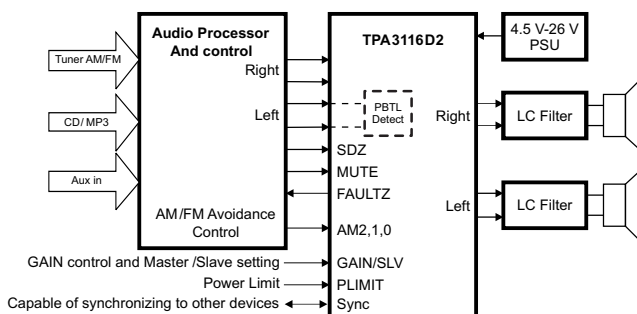 Audio Processor
And control
Tuner AM/FM
CD/ MP3
Aux in
Right
Left
AM/FM Avoidance
Control
TPA3116D2
PBTL
Detect
SDZ
MUTE
FAULTZ
AM2,1,0
GAIN/SLV
PLIMIT
Sync
GAIN control and Master /Slave setting
Power Limit
Capable of synchronizing to other devices
Right
Left
4.5 V-26 V
PSU
LC Filter
LC Filter